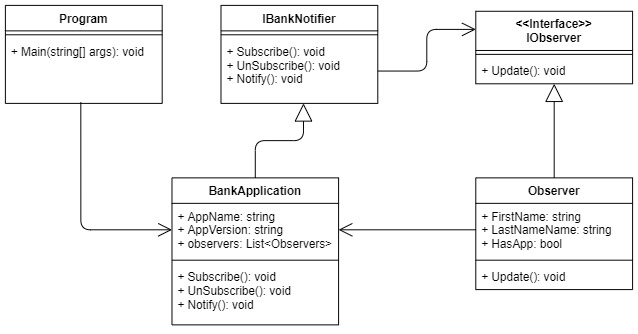 Program
+ Main(string[] args): void
IBankNotifier
+ Subscribe(): void
+ UnSubscribe(): void
+ Notify(): void
<<Interface>>
IObserver
+ Update(): void
BankApplication
+ AppName: string
+ AppVersion: string
+ observers: List<Observers>
+ Subscribe(): void
+ UnSubscribe(): void
+ Notify(): void
Observer
+ FirstName: string
+ LastNameName: string
+ HasApp: bool
+ Update(): void